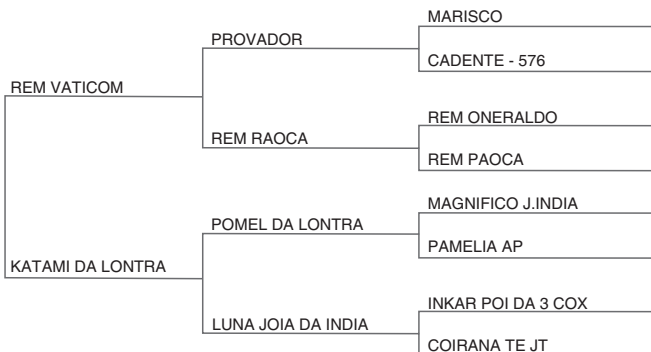 MARISCO
PROVADOR
CADENTE - 576
REM VATICOM
REM ONERALDO
REM RAOCA
REM PAOCA
MAGNIFICO J.INDIA
POMEL DA LONTRA
PAMELIA AP
KATAMI DA LONTRA
INKAR POI DA 3 COX
LUNA JOIA DA INDIA
COIRANA TE JT